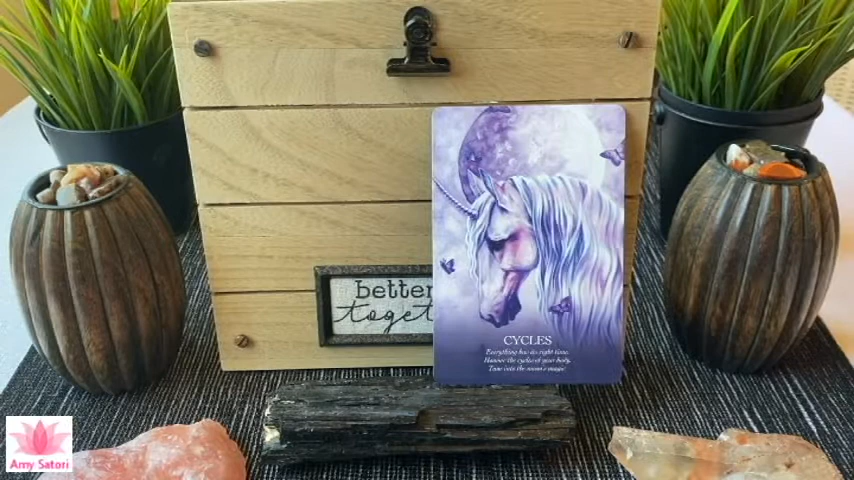 better
toget
CYCLES
Everything has its right time.
Honour the cycles of your body.
Tune into the moon's magic!
Amy Satori